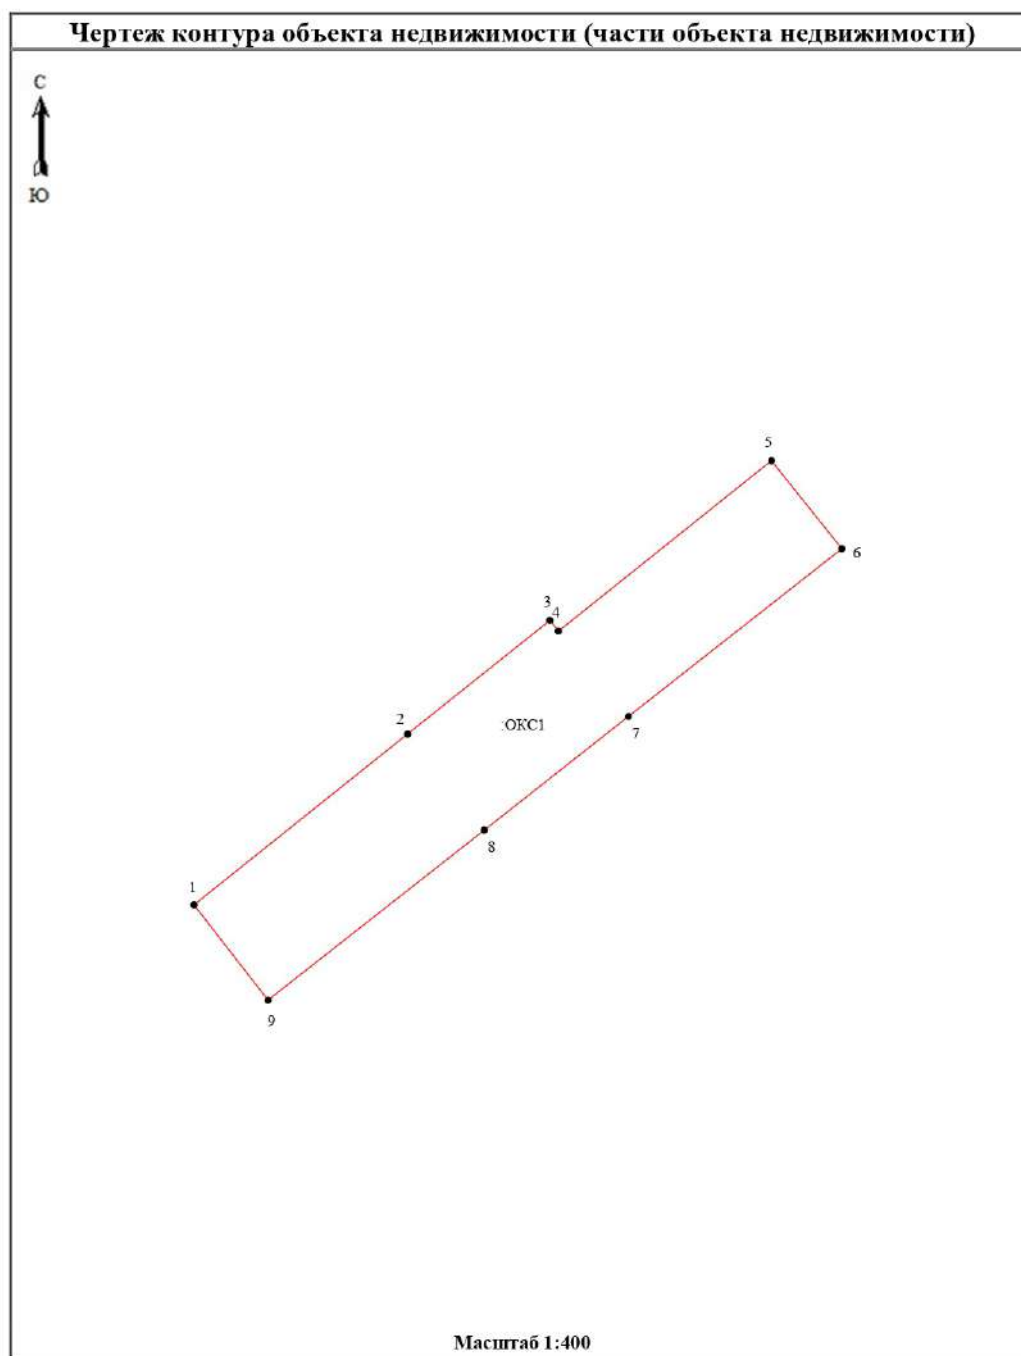 Чертеж контура объекта недвижимости (части объекта недвижимости)
С
Ю
5
6
3
4
2
:ОКС1
7
8
1
9
Масштаб 1:400